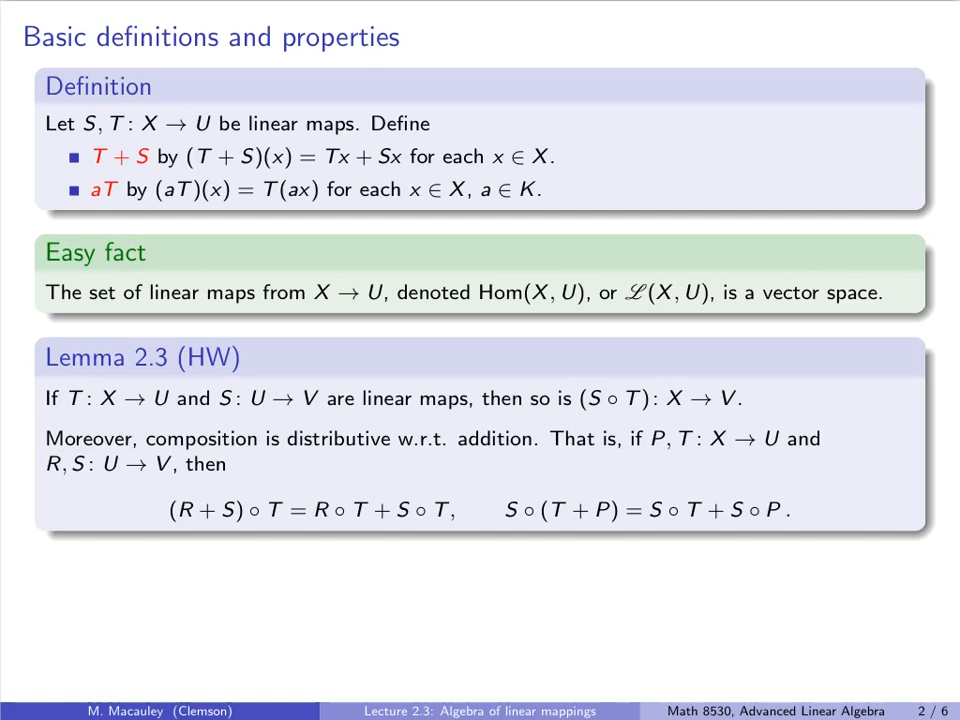 Basic definitions and properties
Definition
Let S, T : X → U be linear maps. Define
■ T + S by (T + S)(x) = Tx + Sx for each x ∈ X.
■ aT by (aT)(x) = T(ax) for each x ∈ X, a ∈ K.
Easy fact
The set of linear maps from X → U, denoted Hom(X, U), or ℒ(X, U), is a vector space.
Lemma 2.3 (HW)
If T : X → U and S : U → V are linear maps, then so is (S ∘ T) : X → V.
Moreover, composition is distributive w.r.t. addition. That is, if P, T : X → U and
R, S : U → V, then
(R + S) ∘ T = R ∘ T + S ∘ T, S ∘ (T + P) = S ∘ T + S ∘ P .
M. Macauley (Clemson) Lecture 2.3: Algebra of linear mappings Math 8530, Advanced Linear Algebra 2 / 6